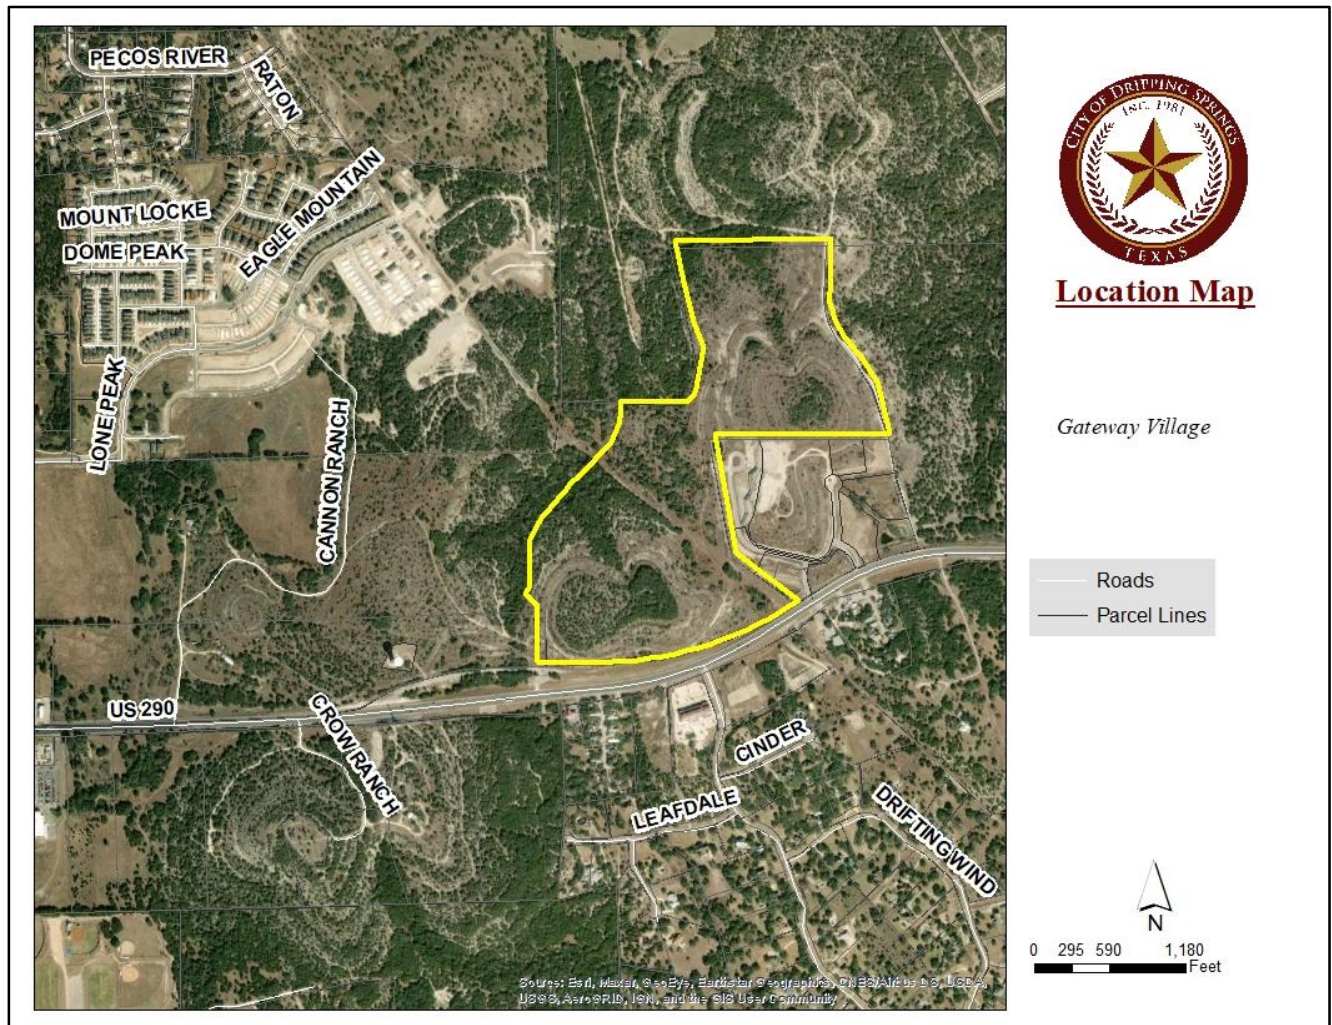 PECOS RIVER
RATON
MOUNT LOCKE
DOME PEAK
EAGLE MOUNTAIN
LONE PEAK
CANNON RANCH
US 290
CROW RANCH
CINDER
LEAFDALE
DRIFTING WIND
Source: Esri, Maxar, GeoEye, Earthstar Geographics, CNES/Airbus DS, USDA,
USGS, AeroGRID, IGN, and the GIS User Community
CITY OF DRIPPING SPRINGS
INC. 1981
TEXAS
Location Map
Gateway Village
Roads
Parcel Lines
N
0 295 590 1,180
Feet